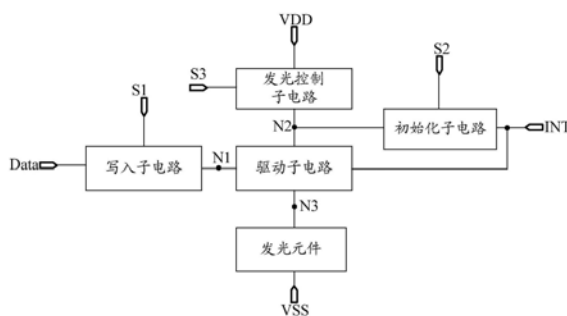 VDD
S2
S1
S3
发光控制
子电路
N2
初始化子电路
INT
Data
写入子电路
N1
驱动子电路
N3
发光元件
VSS